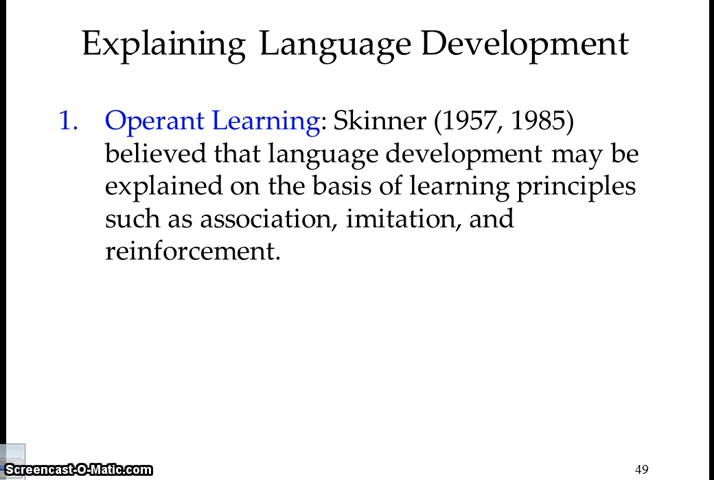 Explaining Language Development
1. Operant Learning: Skinner (1957, 1985)
believed that language development may be
explained on the basis of learning principles
such as association, imitation, and
reinforcement.
Screencast-O-Matic.com
49